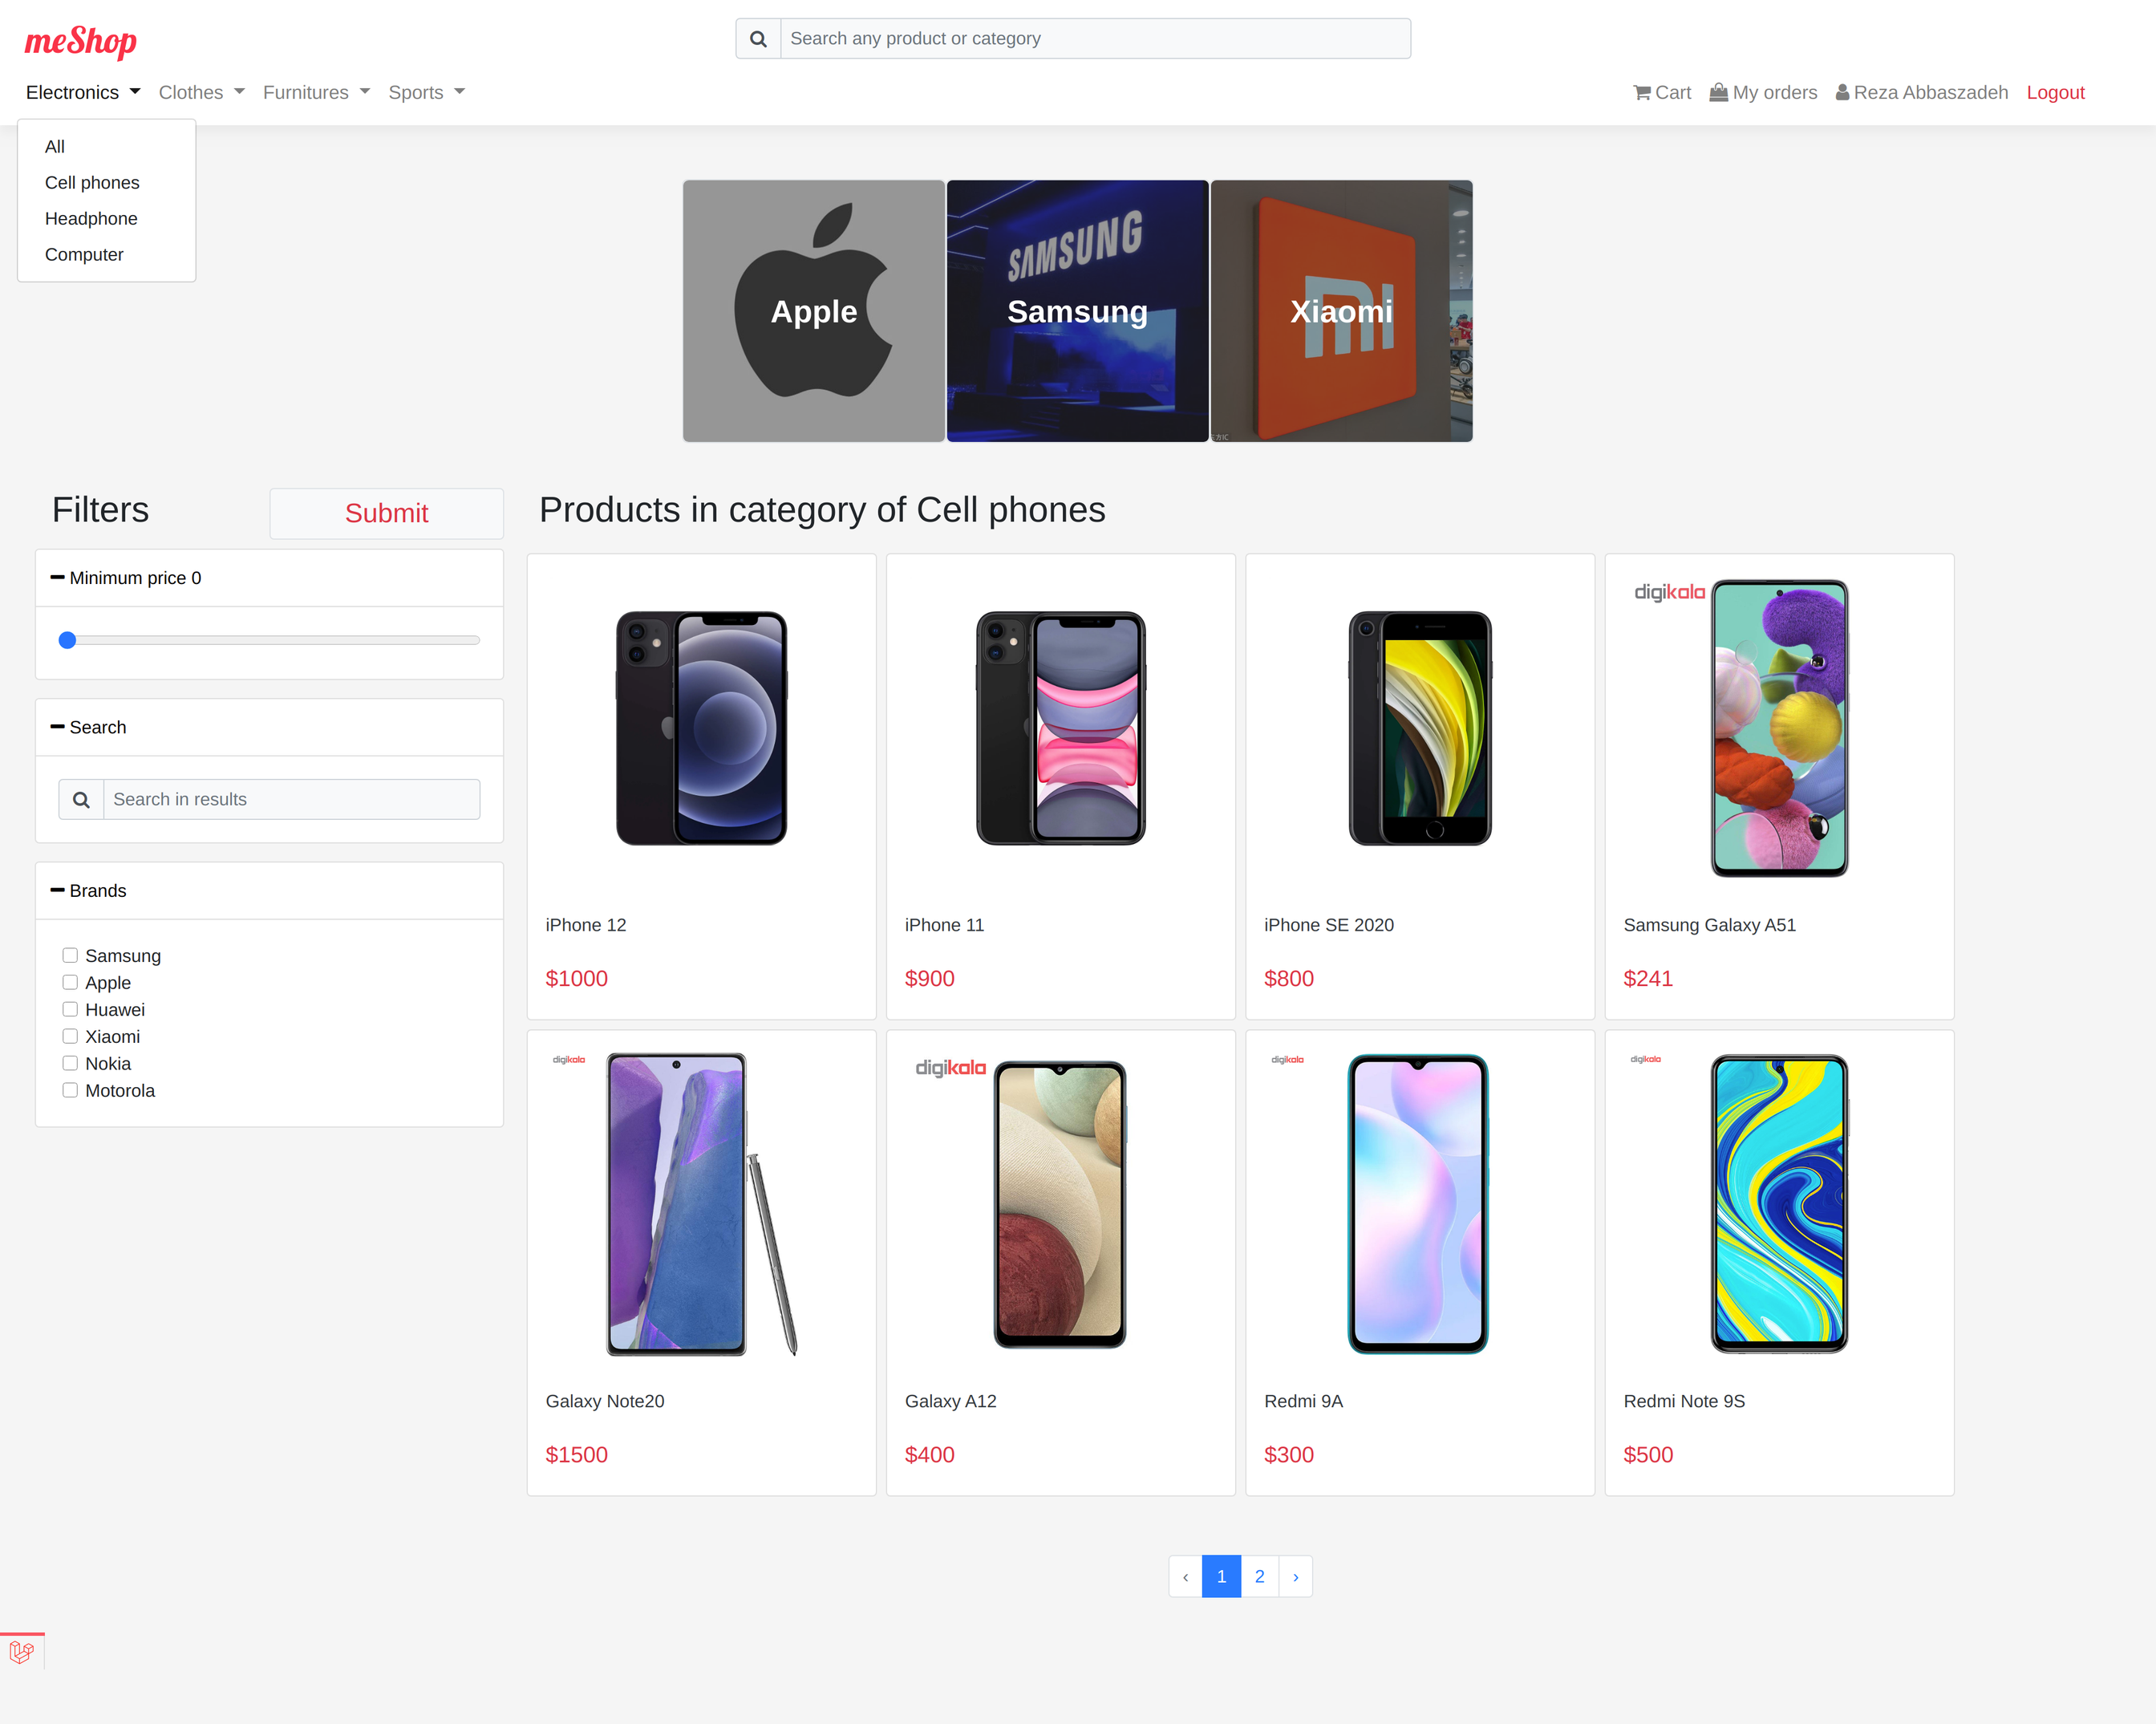 meShop
Search any product or category
Electronics Clothes Furnitures Sports
Cart My orders Reza Abbaszadeh Logout
All
Cell phones
Headphone
Computer
SAMSUNG
Apple Samsung Xiaomi
Filters
Submit
Products in category of Cell phones
Minimum price 0
Search
Search in results
Brands
Samsung
Apple
Huawei
Xiaomi
Nokia
Motorola
digikala
iPhone 12
$1000
iPhone 11
$900
iPhone SE 2020
$800
Samsung Galaxy A51
$241
digikala
digikala
digikala
digikala
Galaxy Note20
$1500
Galaxy A12
$400
Redmi 9A
$300
Redmi Note 9S
$500
‹ 1 2 ›